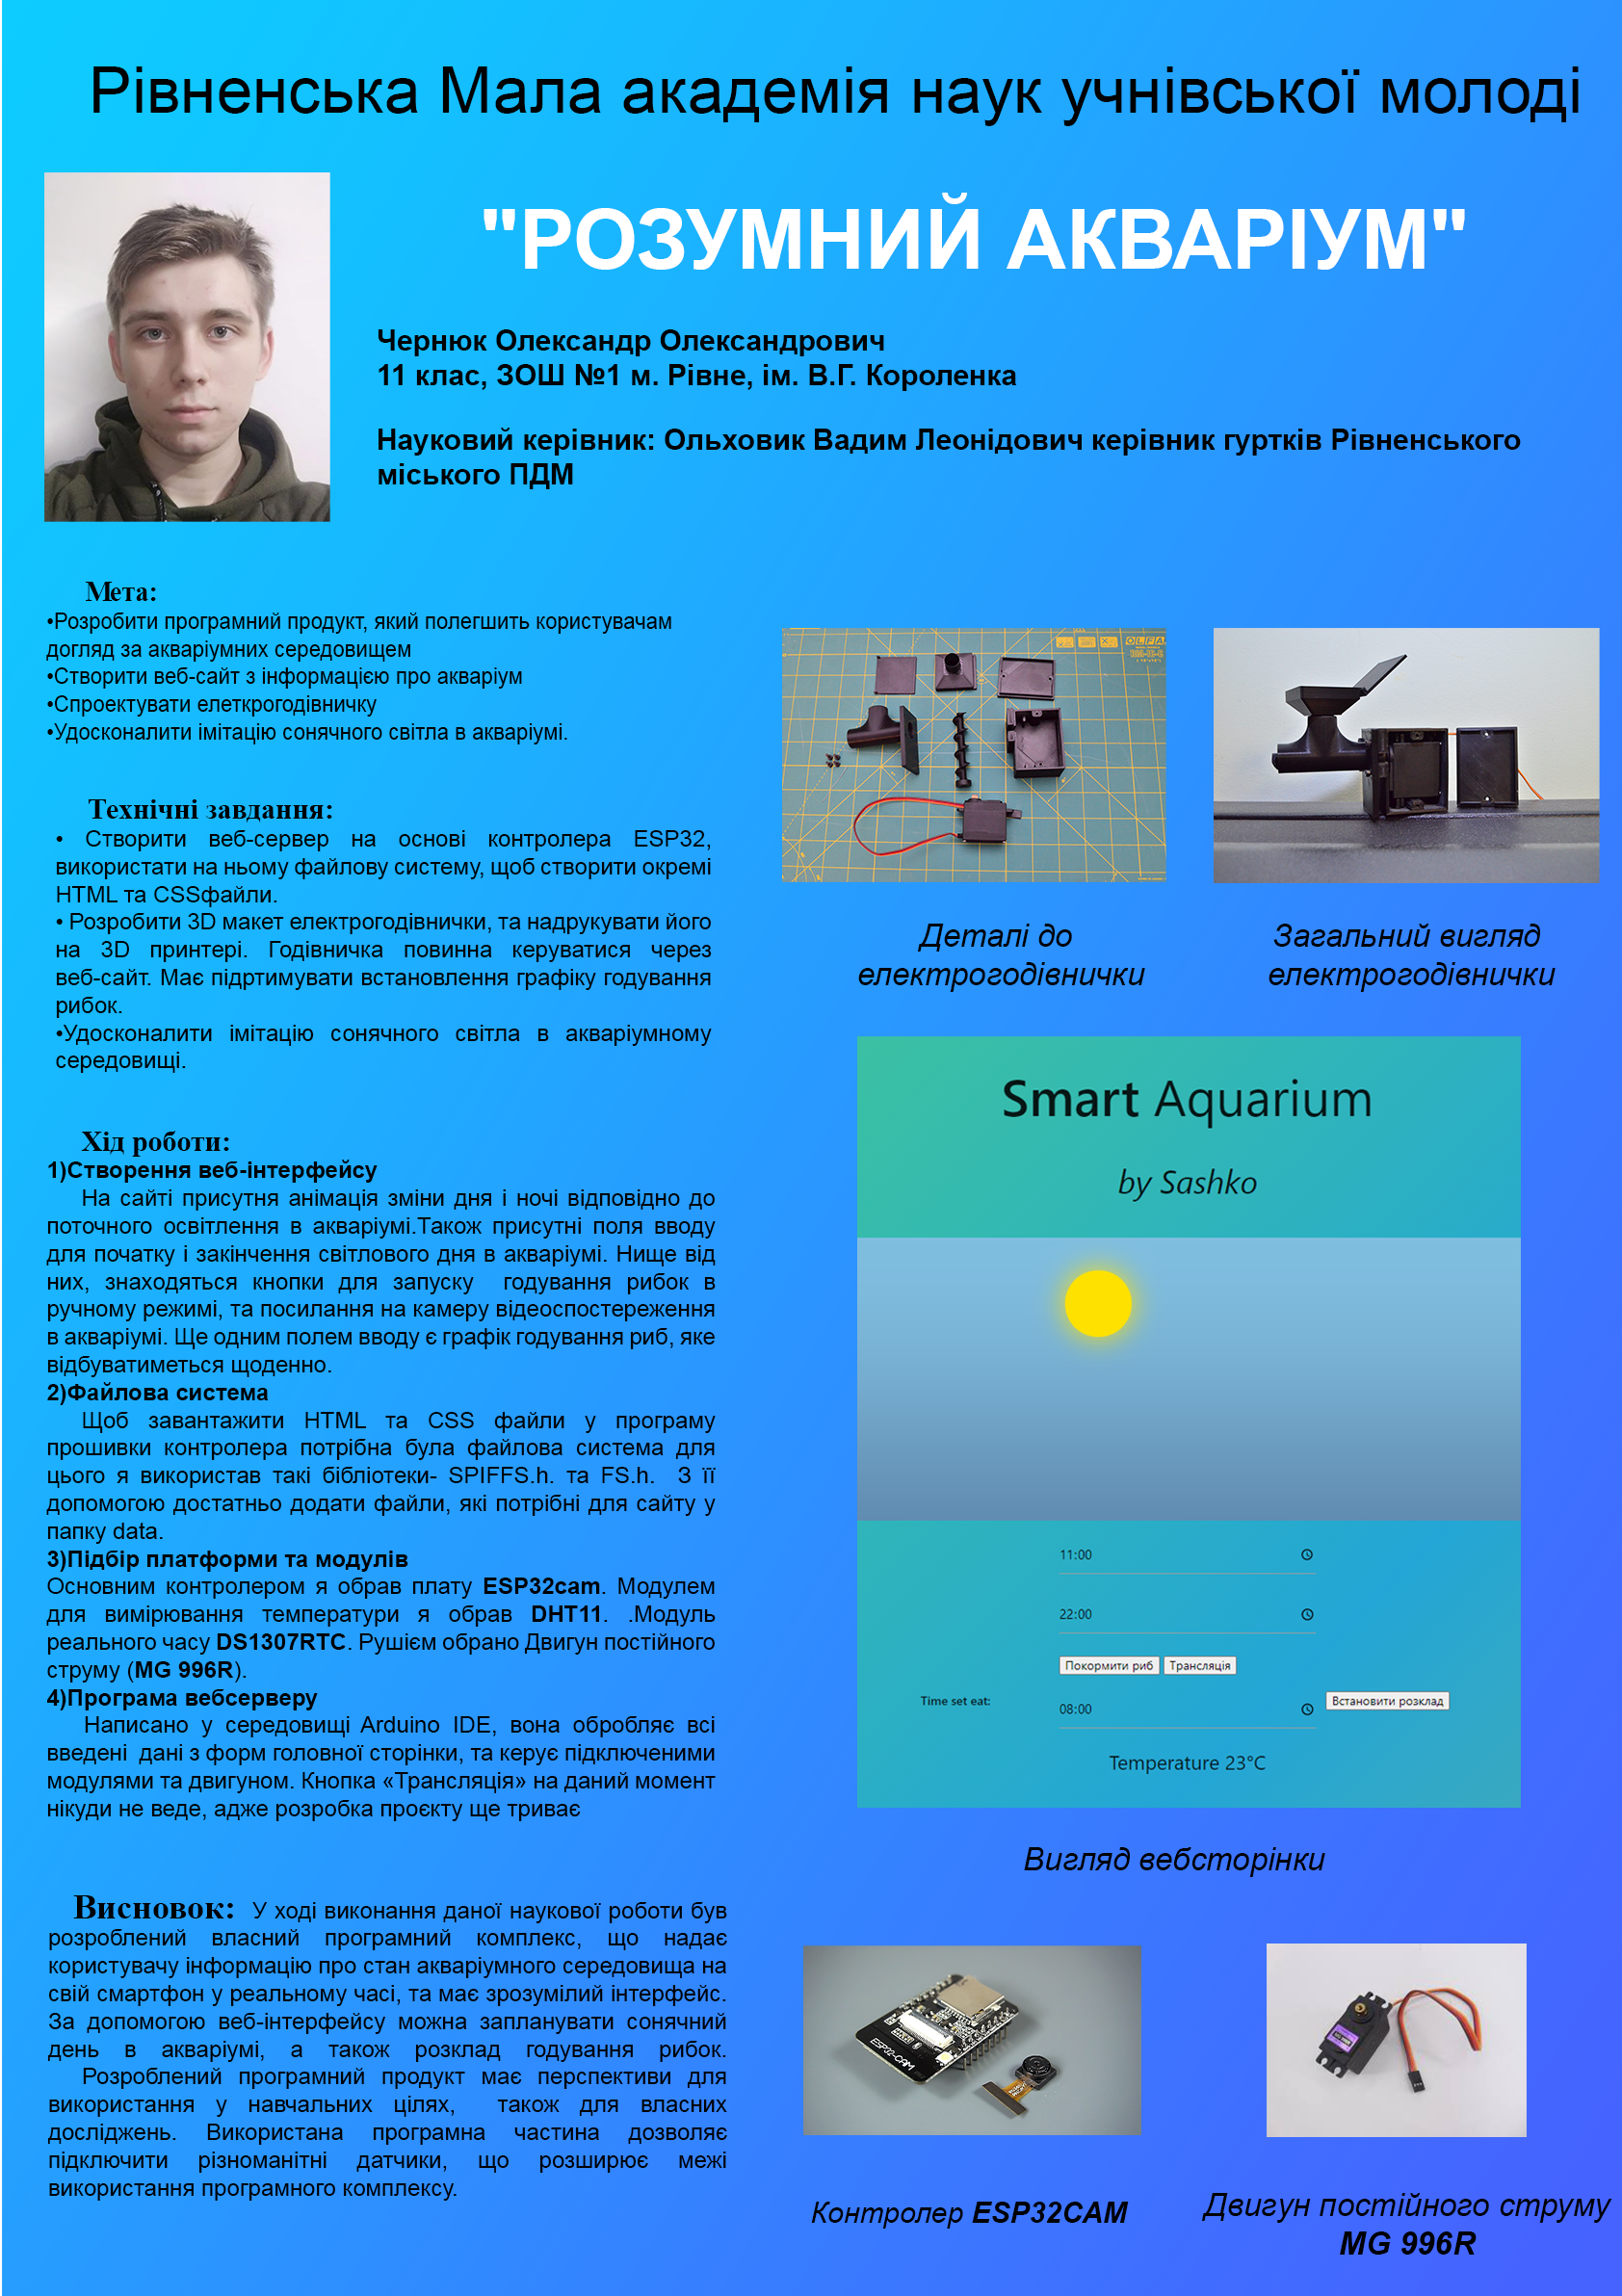 Рівненська Мала академія наук учнівської молоді
"РОЗУМНИЙ АКВАРІУМ"
Чернюк Олександр Олександрович
11 клас, ЗОШ №1 м. Рівне, ім. В.Г. Короленка
Науковий керівник: Ольховик Вадим Леонідович керівник гуртків Рівненського
міського ПДМ
Мета:
•Розробити програмний продукт, який полегшить користувачам
догляд за акваріумних середовищем
•Створити веб-сайт з інформацією про акваріум
•Спроектувати елеткрогодівничку
•Удосконалити імітацію сонячного світла в акваріумі.
Технічні завдання:
• Створити веб-сервер на основі контролера ESP32,
використати на ньому файлову систему, щоб створити окремі
HTML та CSSфайли.
• Розробити 3D макет електрогодівнички, та надрукувати його
на 3D принтері. Годівничка повинна керуватися через
веб-сайт. Має підртимувати встановлення графіку годування
рибок.
•Удосконалити імітацію сонячного світла в акваріумному
середовищі.
Хід роботи:
1)Створення веб-інтерфейсу
На сайті присутня анімація зміни дня і ночі відповідно до
поточного освітлення в акваріумі.Також присутні поля вводу
для початку і закінчення світлового дня в акваріумі. Нище від
них, знаходяться кнопки для запуску годування рибок в
ручному режимі, та посилання на камеру відеоспостереження
в акваріумі. Ще одним полем вводу є графік годування риб, яке
відбуватиметься щоденно.
2)Файлова система
Щоб завантажити HTML та CSS файли у програму
прошивки контролера потрібна була файлова система для
цього я використав такі бібліотеки- SPIFFS.h. та FS.h. З її
допомогою достатньо додати файли, які потрібні для сайту у
папку data.
3)Підбір платформи та модулів
Основним контролером я обрав плату ESP32cam. Модулем
для вимірювання температури я обрав DHT11. .Модуль
реального часу DS1307RTC. Рушієм обрано Двигун постійного
струму (MG 996R).
4)Програма вебсерверу
Написано у середовищі Arduino IDE, вона обробляє всі
введені дані з форм головної сторінки, та керує підключеними
модулями та двигуном. Кнопка «Трансляція» на даний момент
нікуди не веде, адже розробка проєкту ще триває
Висновок: У ході виконання даної наукової роботи був
розроблений власний програмний комплекс, що надає
користувачу інформацію про стан акваріумного середовища на
свій смартфон у реальному часі, та має зрозумілий інтерфейс.
За допомогою веб-інтерфейсу можна запланувати сонячний
день в акваріумі, а також розклад годування рибок.
Розроблений програмний продукт має перспективи для
використання у навчальних цілях, також для власних
досліджень. Використана програмна частина дозволяє
підключити різноманітні датчики, що розширює межі
використання програмного комплексу.
OLFA
Деталі до
електрогодівнички
Загальний вигляд
електрогодівнички
Smart Aquarium
by Sashko
11:00
22:00
Покормити риб Трансляція
Time set eat:
08:00
Встановити розклад
Temperature 23°C
Вигляд вебсторінки
ESP32-CAM
Контролер ESP32CAM
Двигун постійного струму
MG 996R